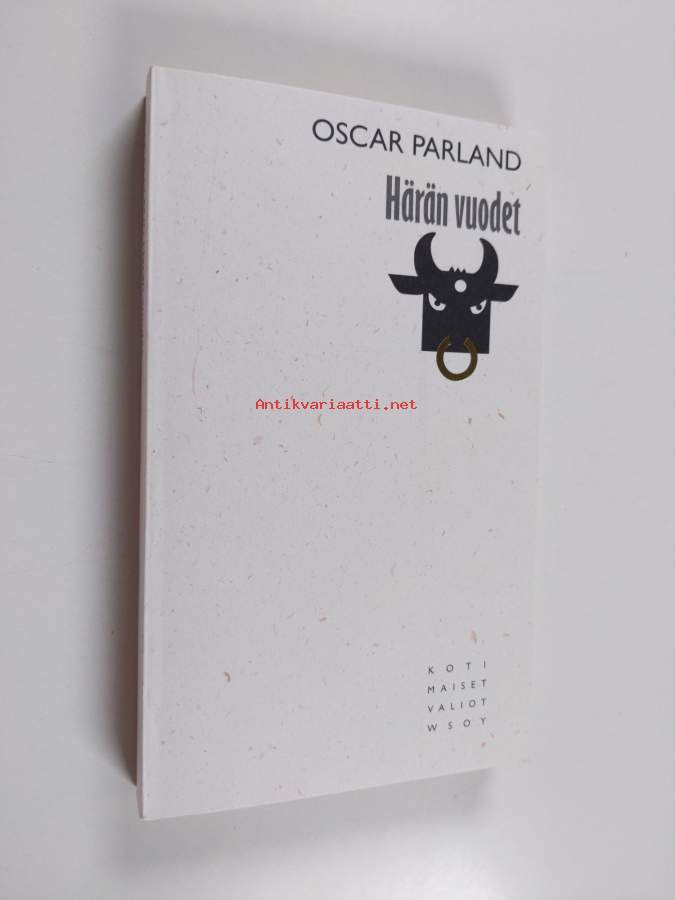 OSCAR PARLAND
Härän vuodet
Antikvariaatti.net
KOTI
MAISET
VALIOT
WSOY